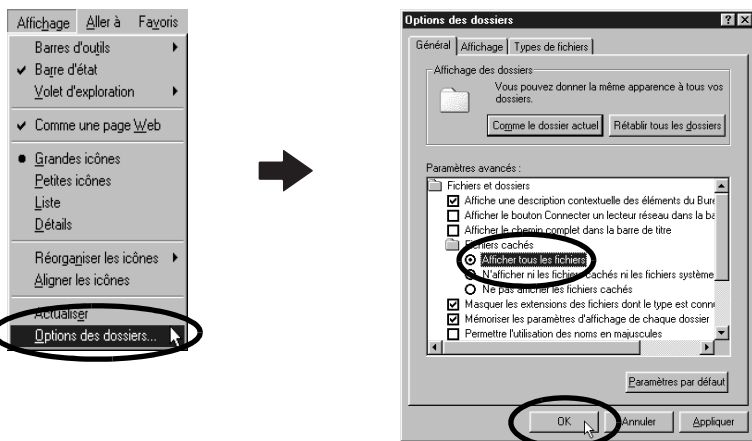 Affichage Aller à Favoris
Barres d'outils
Barre d'état
Volet d'exploration
Comme une page Web
Grandes icônes
Petites icônes
Liste
Détails
Réorganiser les icônes
Aligner les icônes
Actualiser
Options des dossiers...
Options des dossiers
Général Affichage Types de fichiers
Affichage des dossiers
Vous pouvez donner la même apparence à tous vos
dossiers.
Comme le dossier actuel Rétablir tous les dossiers
Paramètres avancés :
Fichiers et dossiers
Affiche une description contextuelle des éléments du Bure
Afficher le bouton Connecter un lecteur réseau dans la ba
Afficher le chemin complet dans la barre de titre
Fichiers cachés
Afficher tous les fichiers
N'afficher ni les fichiers cachés ni les fichiers système
Ne pas afficher les fichiers cachés
Masquer les extensions des fichiers dont le type est connu
Mémoriser les paramètres d'affichage de chaque dossier
Permettre l'utilisation des noms en majuscules
Paramètres par défaut
OK Annuler Appliquer